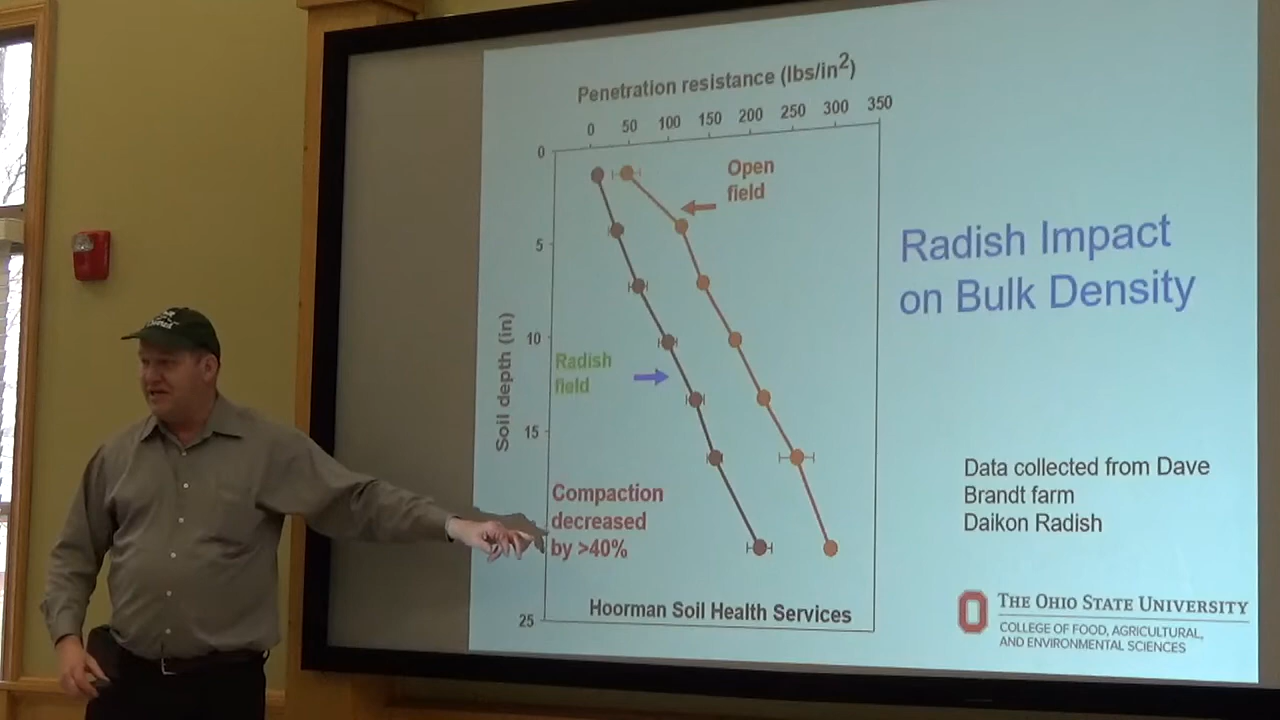 Penetration resistance (lbs/in²)
0 50 100 150 200 250 300 350
0
5
10
15
25
Soil depth (in)
Open
field
Radish
field
Compaction
decreased
by >40%
Hoorman Soil Health Services
Radish Impact
on Bulk Density
Data collected from Dave
Brandt farm
Daikon Radish
THE OHIO STATE UNIVERSITY
COLLEGE OF FOOD, AGRICULTURAL,
AND ENVIRONMENTAL SCIENCES